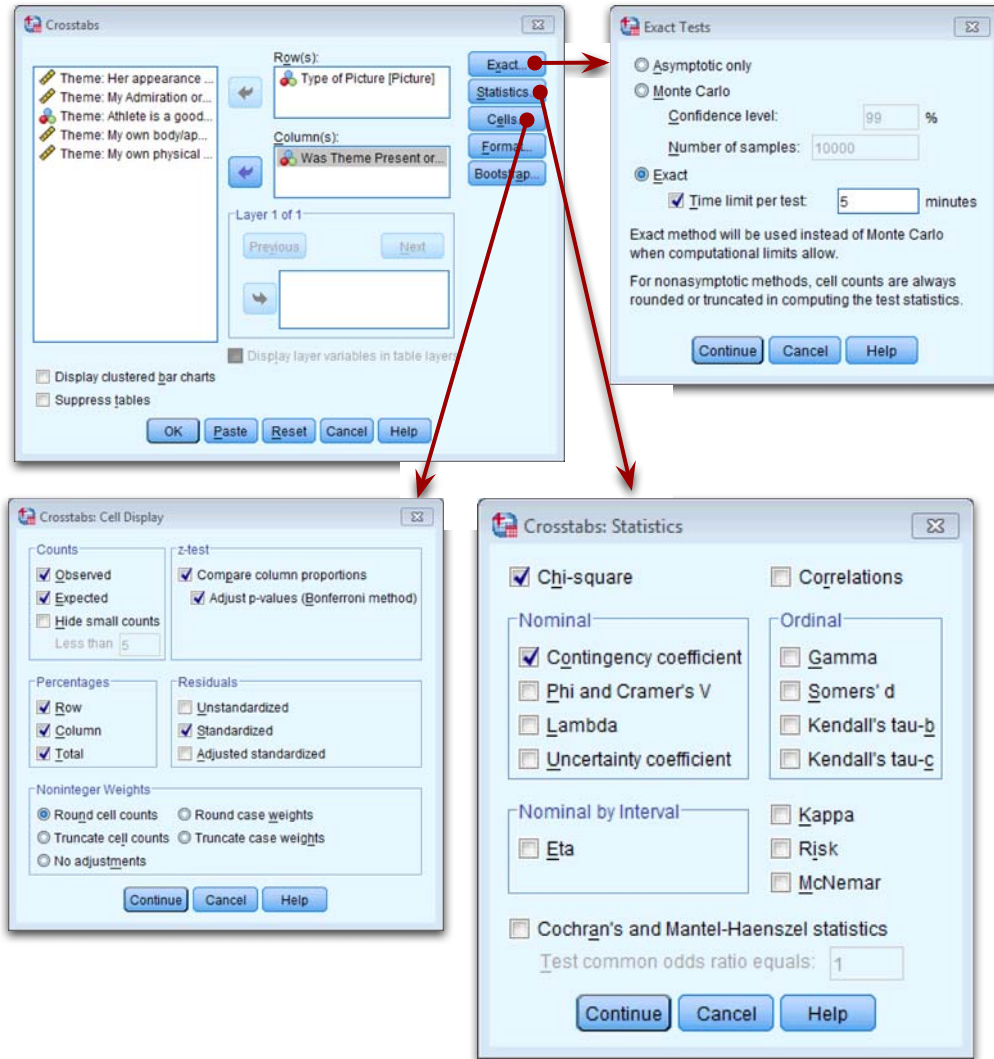 Crosstabs
Theme: Her appearance ...
Theme: My Admiration or...
Theme: Athlete is a good...
Theme: My own body/ap...
Theme: My own physical ...
Row(s):
Type of Picture [Picture]
Column(s):
Was Theme Present or...
Layer 1 of 1
Previous
Next
Display layer variables in table layers
Exact...
Statistics...
Cells...
Format...
Bootstrap...
Display clustered bar charts
Suppress tables
OK Paste Reset Cancel Help
Exact Tests
Asymptotic only
Monte Carlo
Confidence level: 99 %
Number of samples: 10000
Exact
Time limit per test: 5 minutes
Exact method will be used instead of Monte Carlo
when computational limits allow.
For nonasymptotic methods, cell counts are always
rounded or truncated in computing the test statistics.
Continue Cancel Help
Crosstabs: Cell Display
Counts
Observed
Expected
Hide small counts
Less than 5
z-test
Compare column proportions
Adjust p-values (Bonferroni method)
Percentages
Row
Column
Total
Residuals
Unstandardized
Standardized
Adjusted standardized
Noninteger Weights
Round cell counts Round case weights
Truncate cell counts Truncate case weights
No adjustments
Continue Cancel Help
Crosstabs: Statistics
Chi-square
Correlations
Nominal
Contingency coefficient
Phi and Cramer's V
Lambda
Uncertainty coefficient
Ordinal
Gamma
Somers' d
Kendall's tau-b
Kendall's tau-c
Nominal by Interval
Eta
Kappa
Risk
McNemar
Cochran's and Mantel-Haenszel statistics
Test common odds ratio equals: 1
Continue Cancel Help